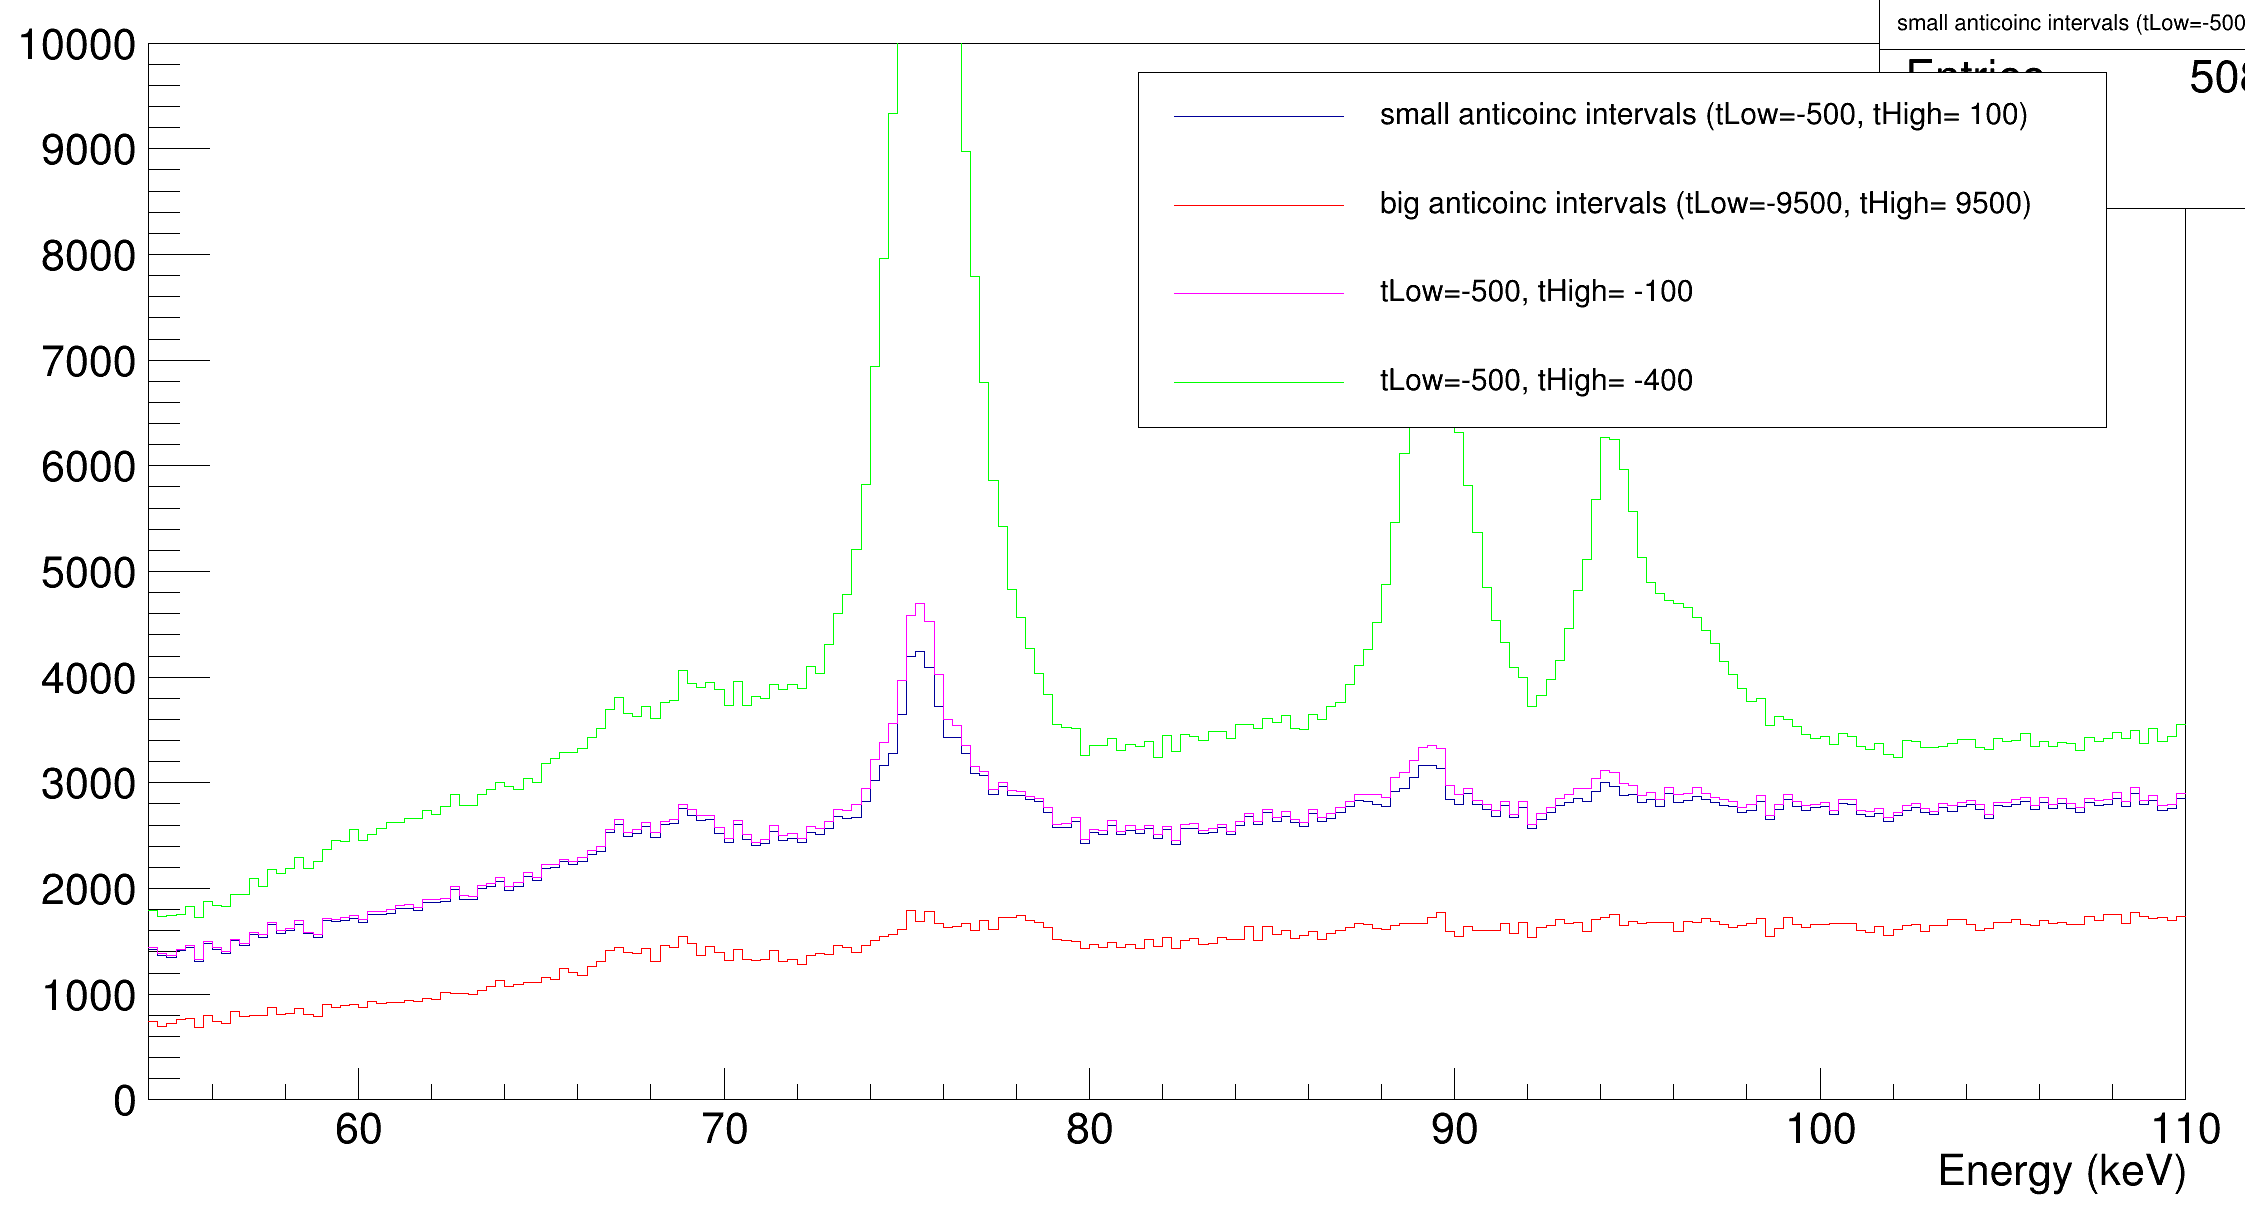 small anticoinc intervals (tLow=-500
10000
508
small anticoinc intervals (tLow=-500, tHigh= 100)
9000
big anticoinc intervals (tLow=-9500, tHigh= 9500)
8000
tLow=-500, tHigh= -100
7000
tLow=-500, tHigh= -400
6000
5000
4000
3000
2000
1000
0
60 70 80 90 100 110
Energy (keV)